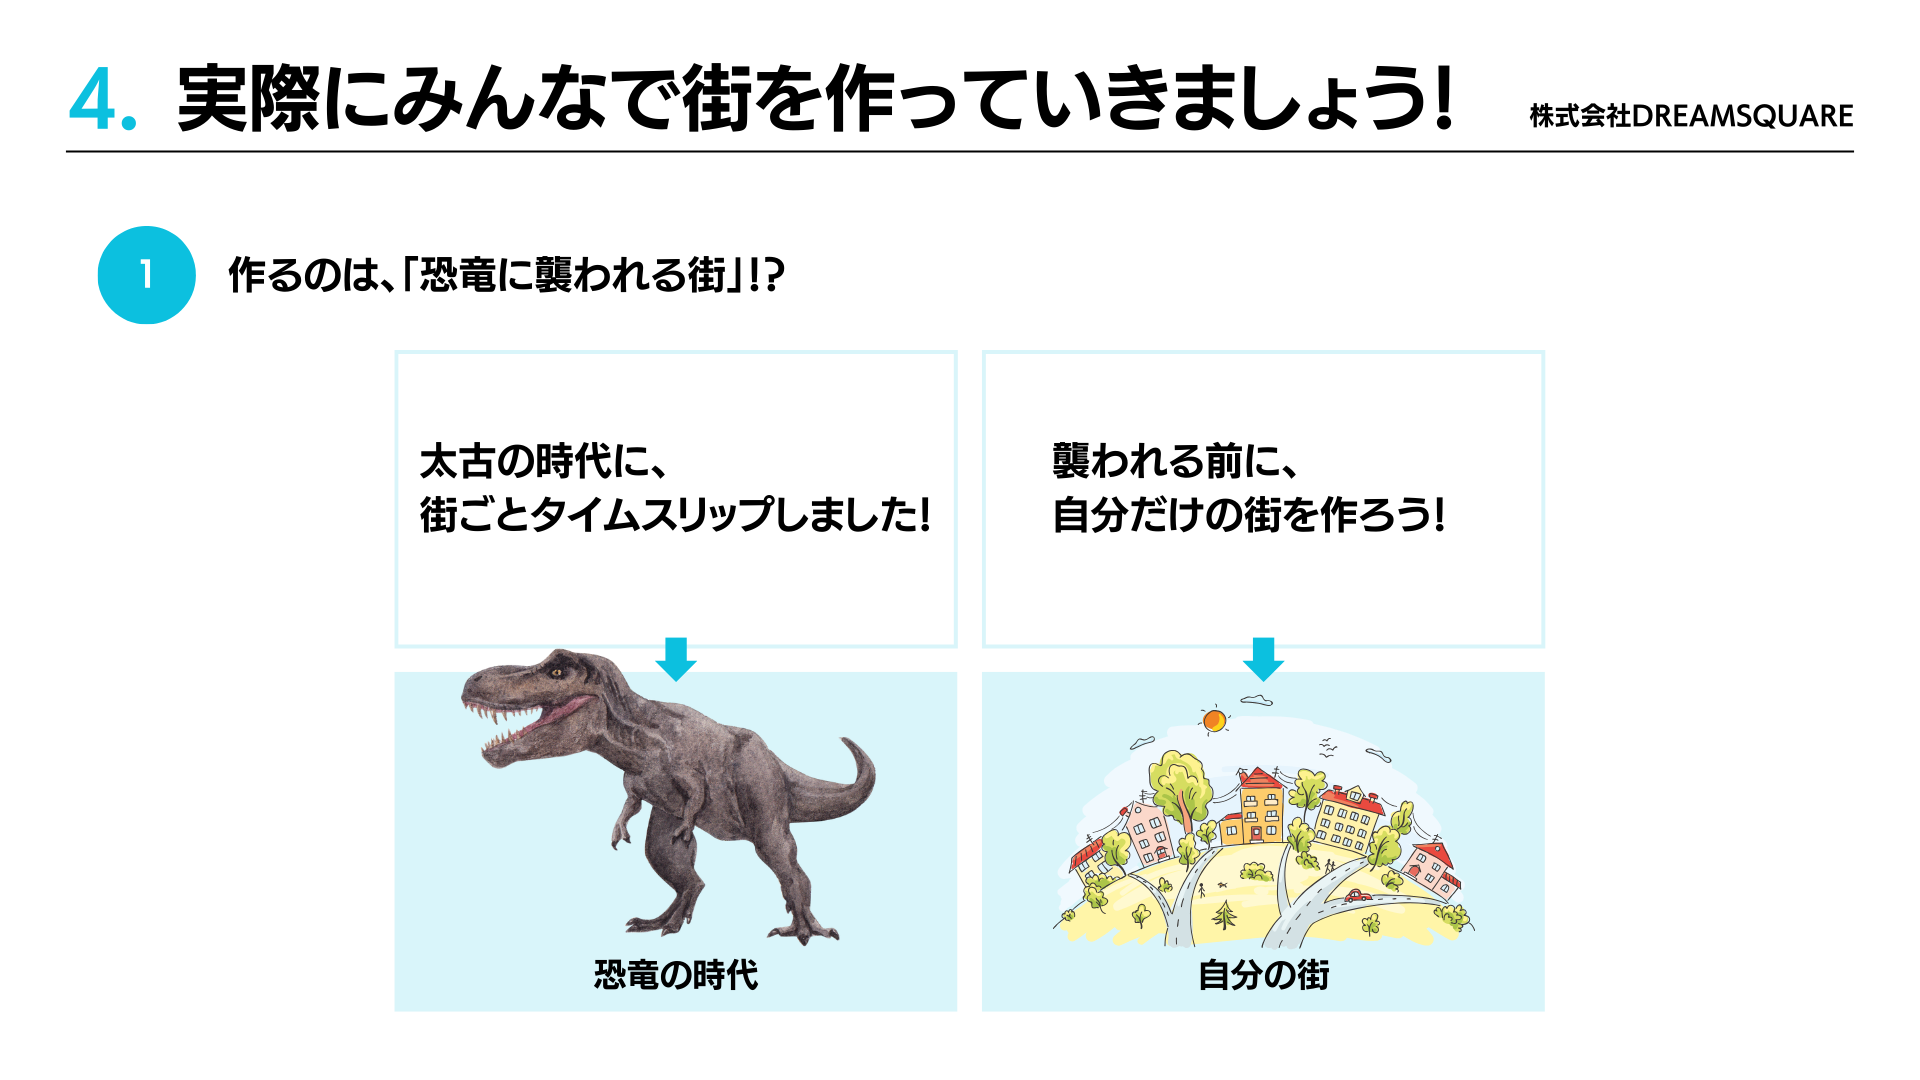 4. 実際にみんなで街を作っていきましょう!
株式会社DREAMSQUARE
1
作るのは、「恐竜に襲われる街」!?
太古の時代に、
街ごとタイムスリップしました!
襲われる前に、
自分だけの街を作ろう!
恐竜の時代
自分の街